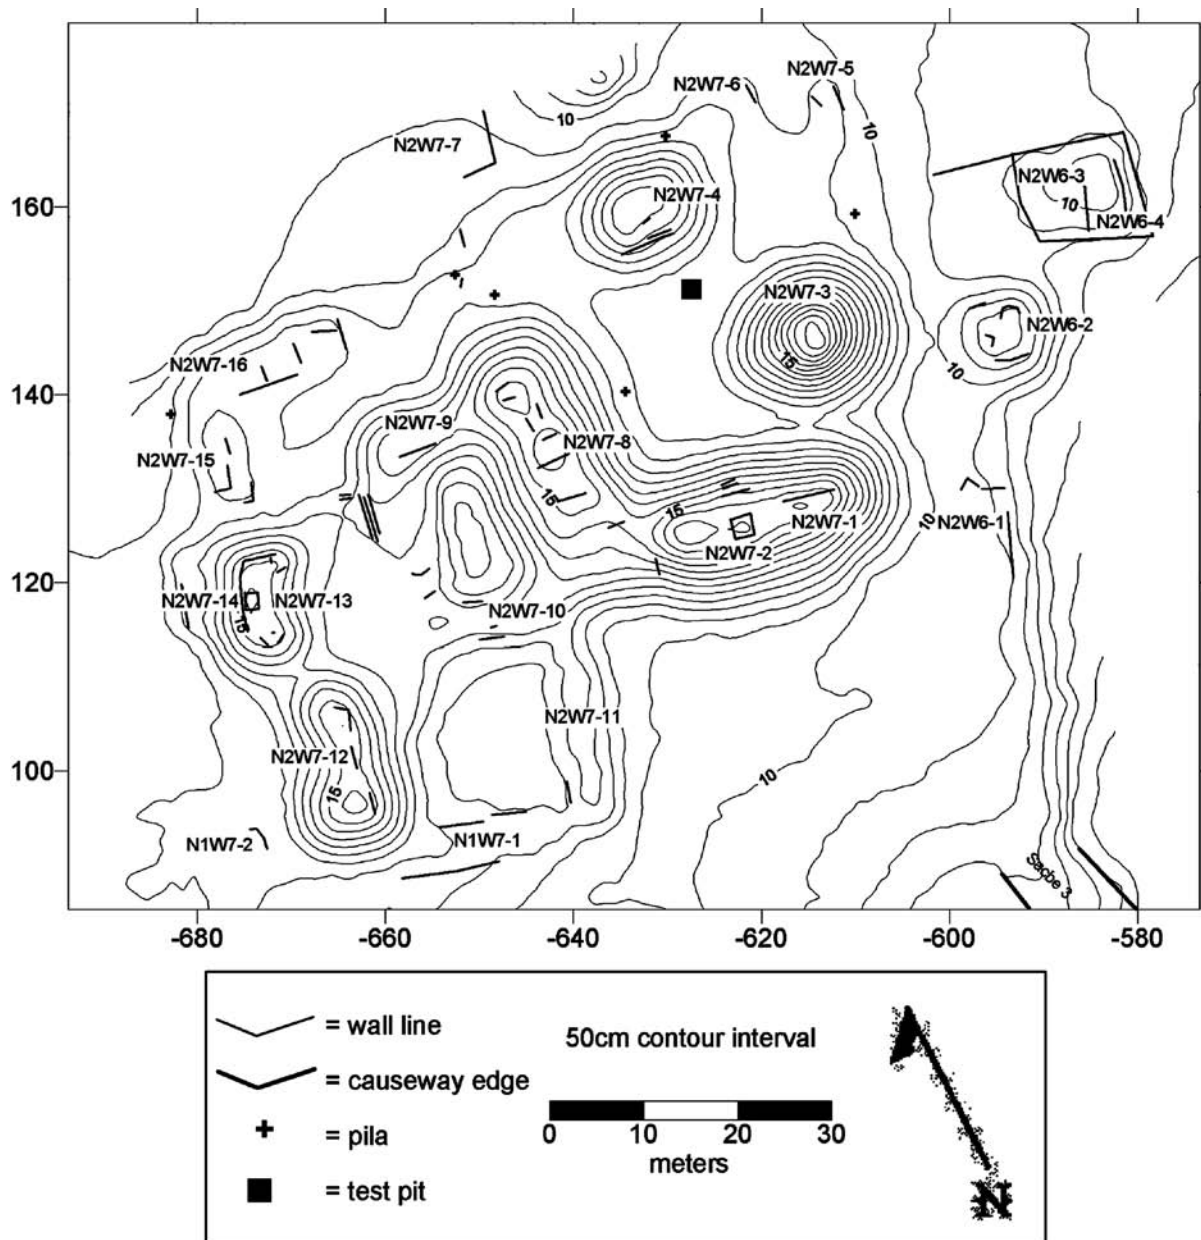 N2W7-5
N2W7-6
10
10
N2W7-7
N2W6-3
N2W7-4
160
10
N2W6-4
N2W7-3
N2W6-2
15
N2W7-16
10
10
140
N2W7-9
N2W7-8
N2W7-15
15
15
N2W7-1
N2W6-1
10
N2W7-2
120
N2W7-14
N2W7-13
N2W7-10
15
N2W7-11
N2W7-12
100
10
15
N1W7-2
N1W7-1
Sacbe 3
-680
-660
-640
-620
-600
-580
= wall line
50cm contour interval
= causeway edge
0
10
20
30
= pila
meters
= test pit
N